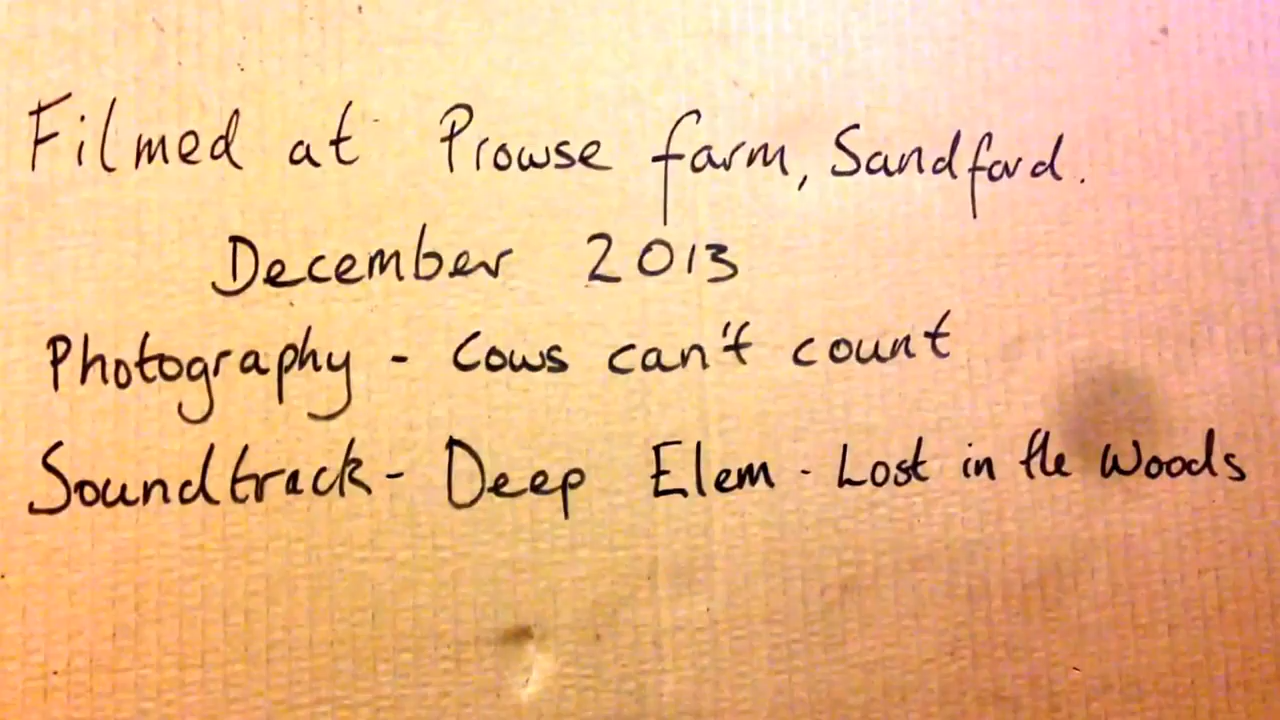 Filmed at Prowse farm, Sandford.
December 2013
Photography - Cows can't count
Soundtrack - Deep Elem - Lost in the Woods